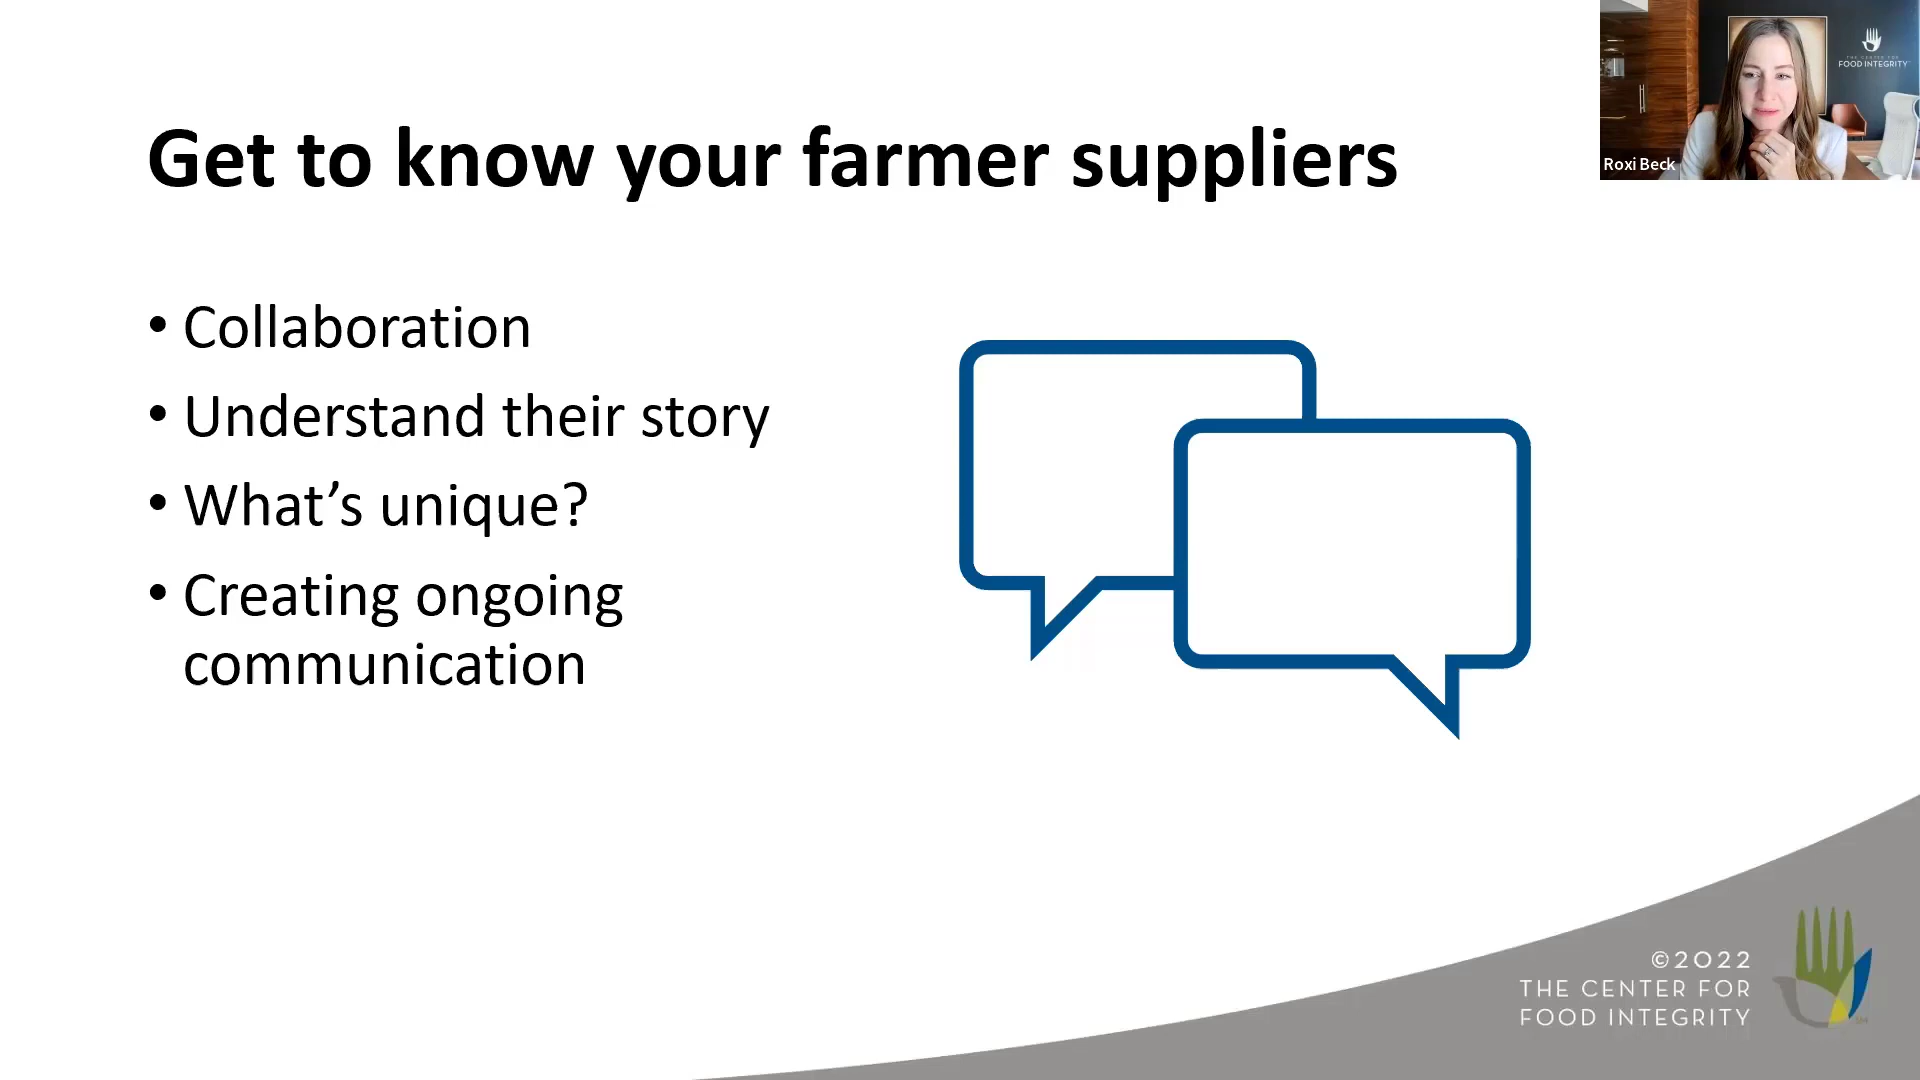 Get to know your farmer suppliers
• Collaboration
• Understand their story
• What’s unique?
• Creating ongoing
communication
Roxi Beck
FOOD INTEGRITY
©2022
THE CENTER FOR
FOOD INTEGRITY